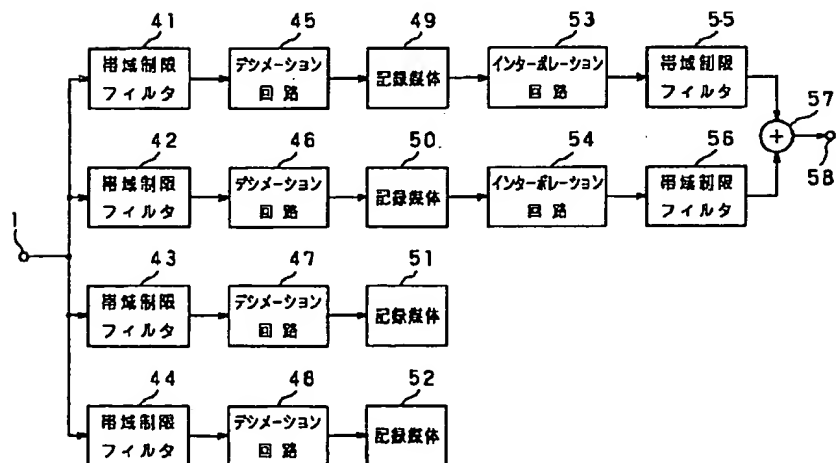 41 45 49 53 55
帯域制限 デシメーション 記録媒体 インターポレーション 帯域制限
フィルタ 回路 回路 フィルタ
57
58
42 46 50 54 56
帯域制限 デシメーション 記録媒体 インターポレーション 帯域制限
フィルタ 回路 回路 フィルタ
1
43 47 51
帯域制限 デシメーション 記録媒体
フィルタ 回路
44 48 52
帯域制限 デシメーション 記録媒体
フィルタ 回路